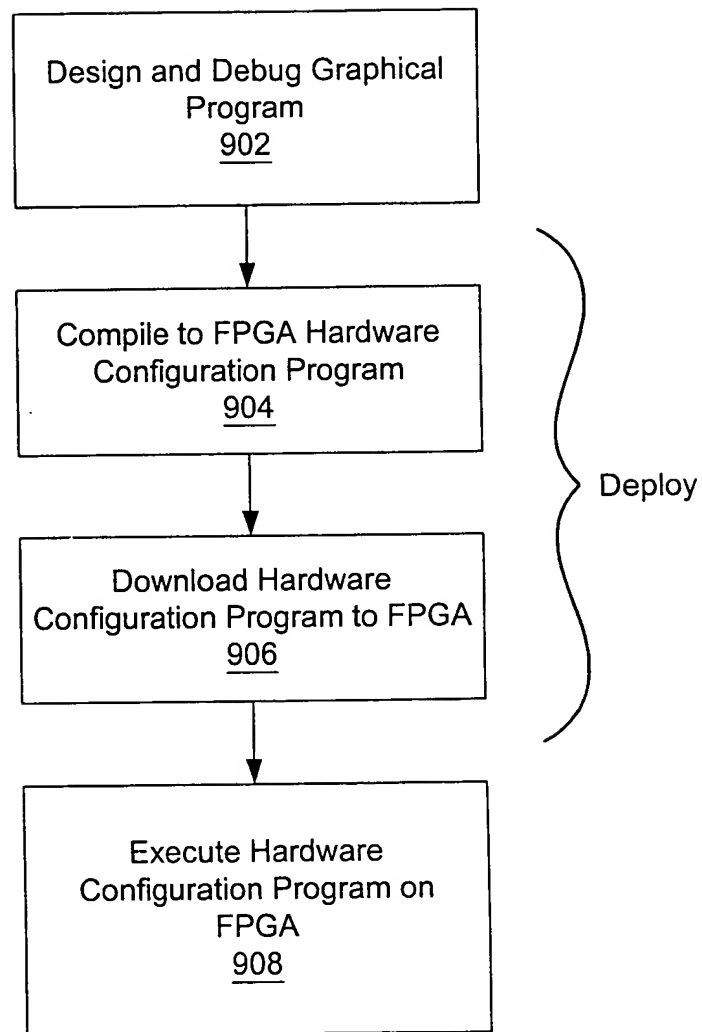 Design and Debug Graphical
Program
902
Compile to FPGA Hardware
Configuration Program
904
Deploy
Download Hardware
Configuration Program to FPGA
906
Execute Hardware
Configuration Program on
FPGA
908